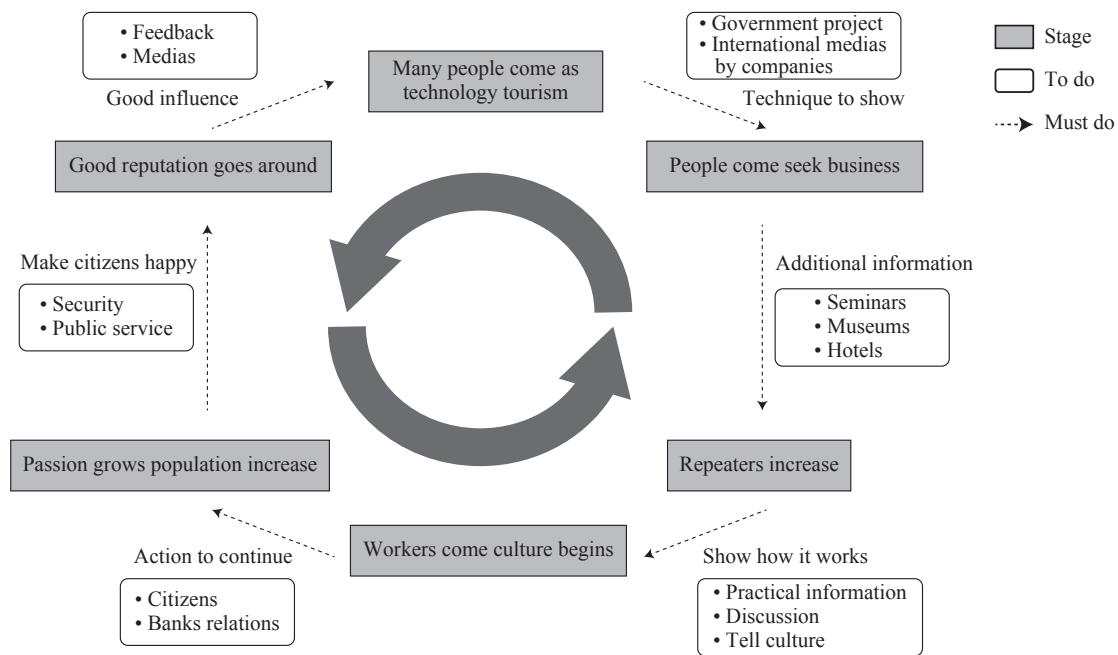 • Feedback
• Medias
Good influence
Many people come as
technology tourism
• Government project
• International medias
by companies
Technique to show
Stage
To do
Must do
Good reputation goes around
People come seek business
Make citizens happy
• Security
• Public service
Additional information
• Seminars
• Museums
• Hotels
Passion grows population increase
Repeaters increase
Action to continue
• Citizens
• Banks relations
Workers come culture begins
Show how it works
• Practical information
• Discussion
• Tell culture